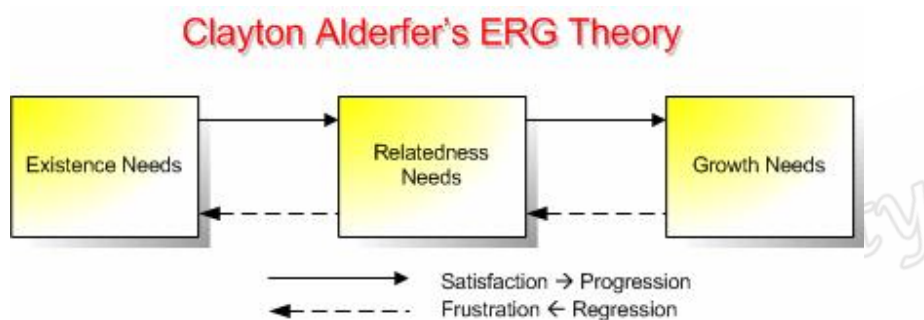 Clayton Alderfer's ERG Theory
Existence Needs
Relatedness
Needs
Growth Needs
Satisfaction → Progression
Frustration ← Regression